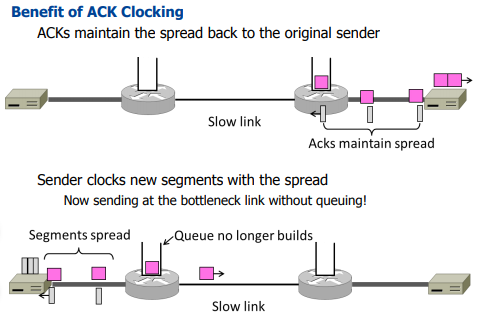 Benefit of ACK Clocking
ACKs maintain the spread back to the original sender
Slow link
Acks maintain spread
Sender clocks new segments with the spread
Now sending at the bottleneck link without queuing!
Segments spread
Queue no longer builds
Slow link